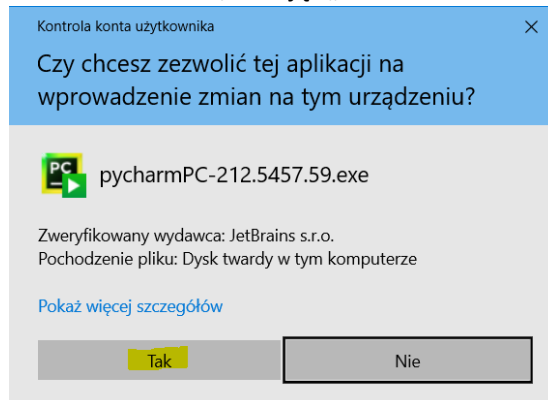 Kontrola konta użytkownika
Czy chcesz zezwolić tej aplikacji na
wprowadzenie zmian na tym urządzeniu?
PC
pycharmPC-212.5457.59.exe
Zweryfikowany wydawca: JetBrains s.r.o.
Pochodzenie pliku: Dysk twardy w tym komputerze
Pokaż więcej szczegółów
Tak
Nie